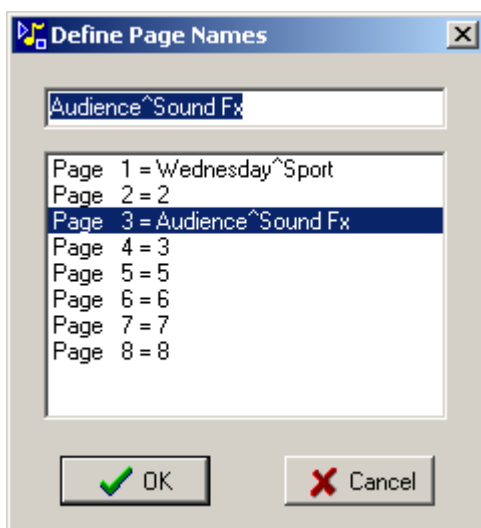 Define Page Names
Audience^Sound Fx
Page 1 = Wednesday^Sport
Page 2 = 2
Page 3 = Audience^Sound Fx
Page 4 = 3
Page 5 = 5
Page 6 = 6
Page 7 = 7
Page 8 = 8
OK
Cancel